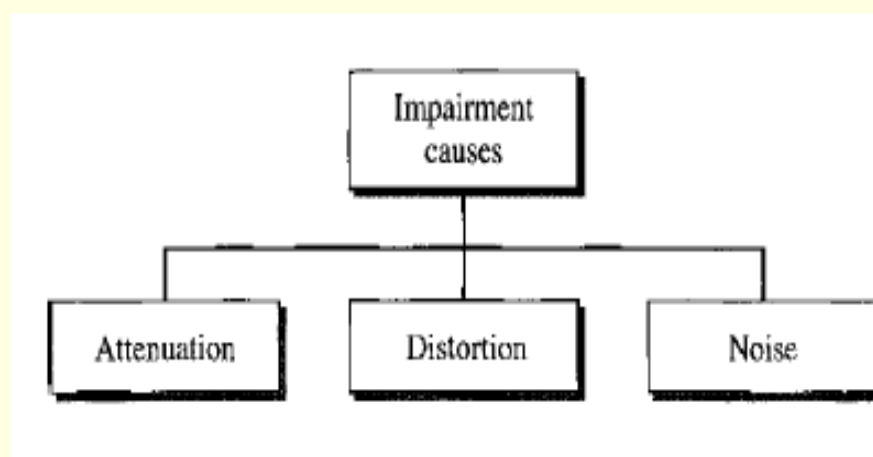 Impairment
causes
Attenuation
Distortion
Noise